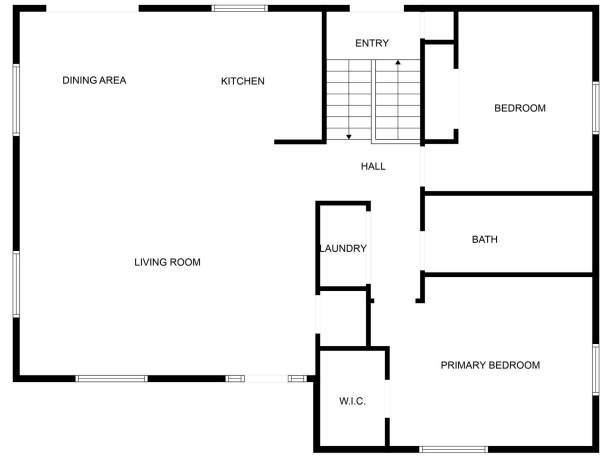 ENTRY
DINING AREA
KITCHEN
BEDROOM
HALL
BATH
LAUNDRY
LIVING ROOM
PRIMARY BEDROOM
W.I.C.